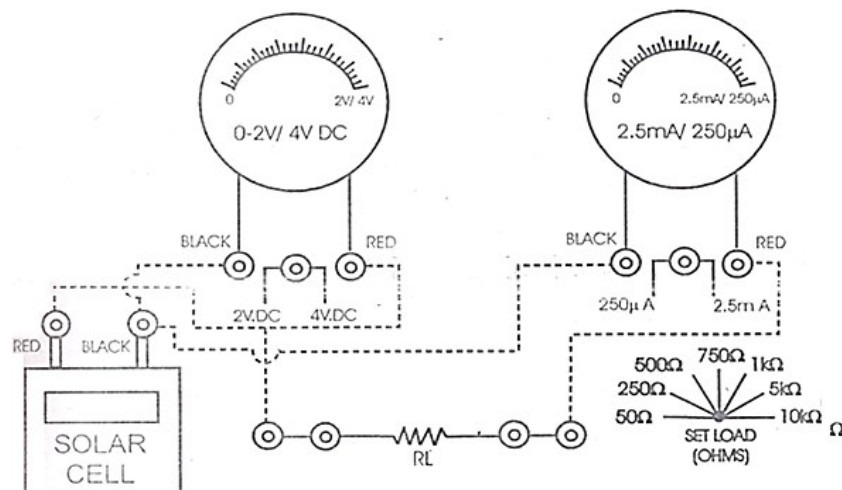 0
2V/ 4V
0-2V/ 4V DC
0
2.5mA/ 250µA
2.5mA/ 250µA
BLACK
RED
BLACK
RED
2V.DC
4V.DC
250µ A
2.5m A
RED
BLACK
SOLAR
CELL
RL
50Ω
250Ω
500Ω
750Ω
1kΩ
5kΩ
10kΩ
Ω
SET LOAD
(OHMS)